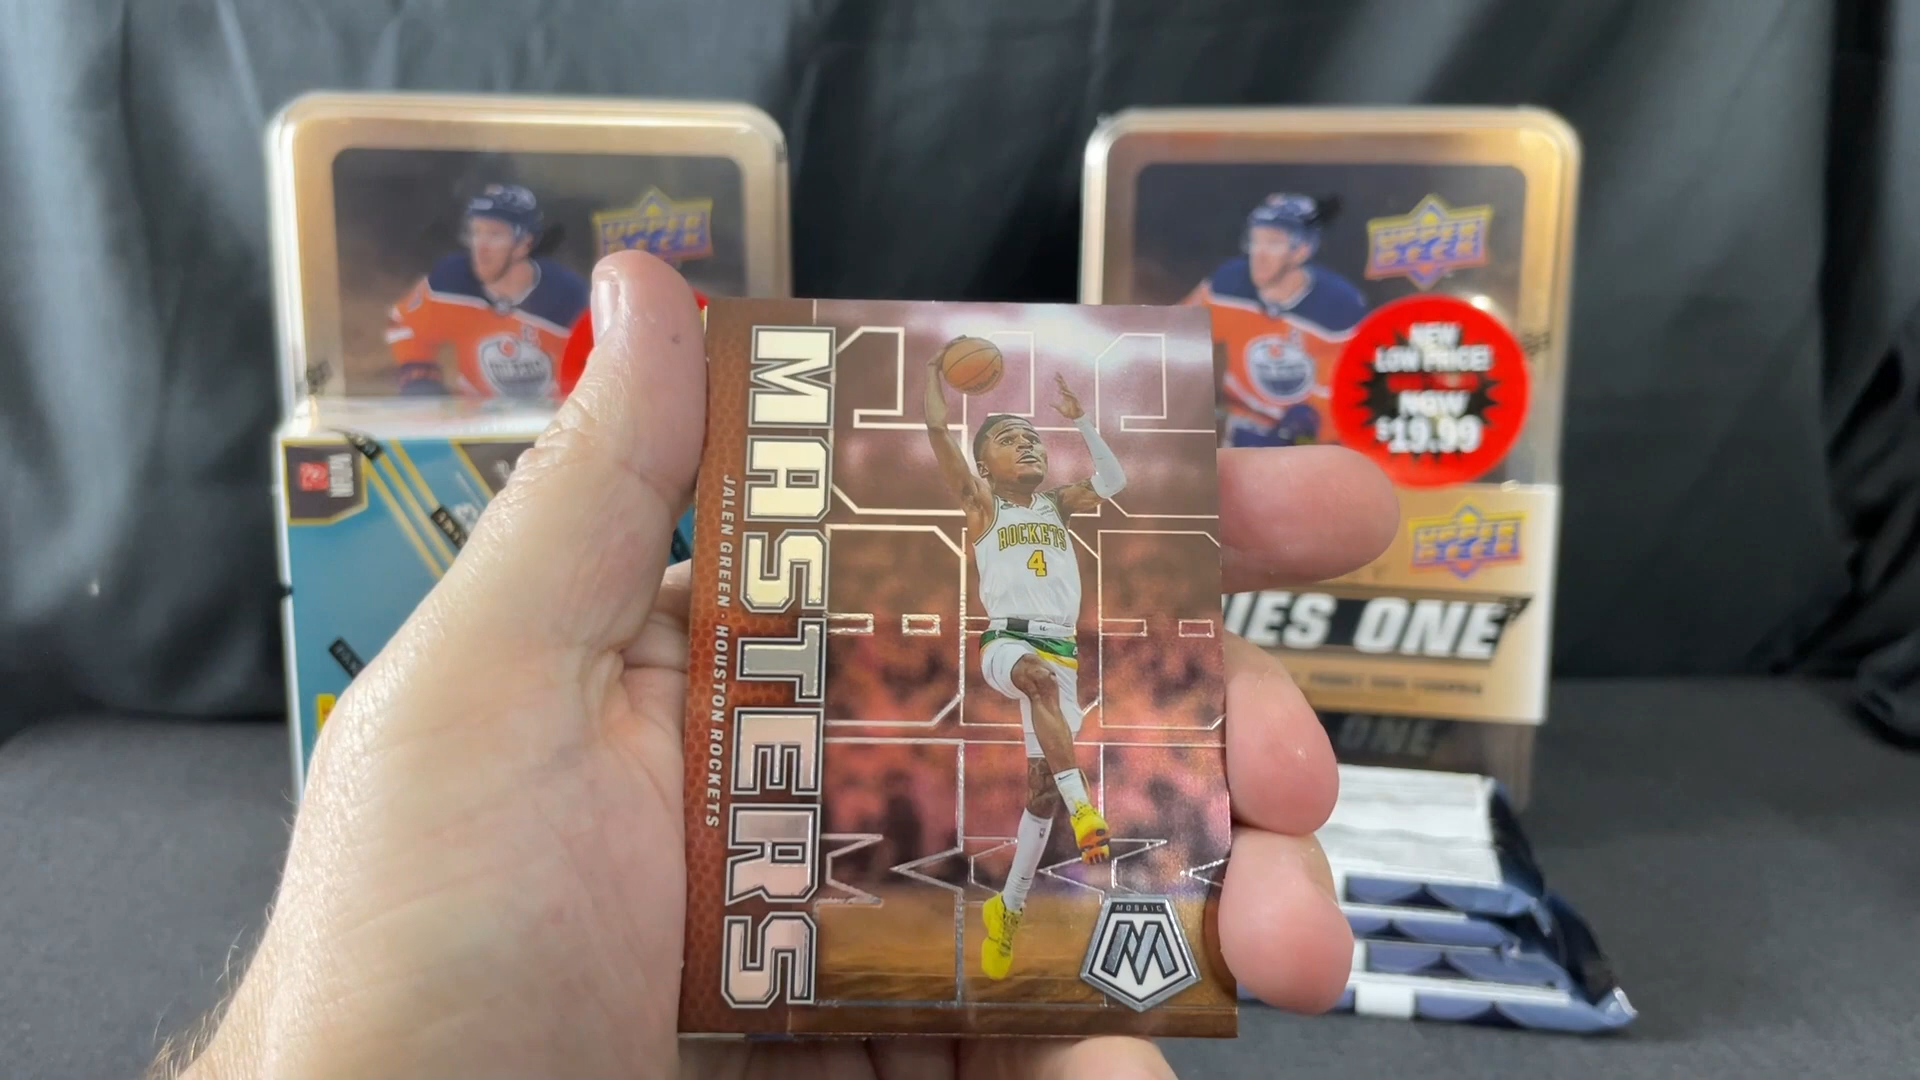 UPPER
DECK
UPPER
DECK
NEW
LOW PRICE!
NOW
$19.99
MASTERS
JALEN GREEN · HOUSTON ROCKETS
ROCKETS
4
MOSAIC
M
UPPER
DECK
IES ONE
ONE